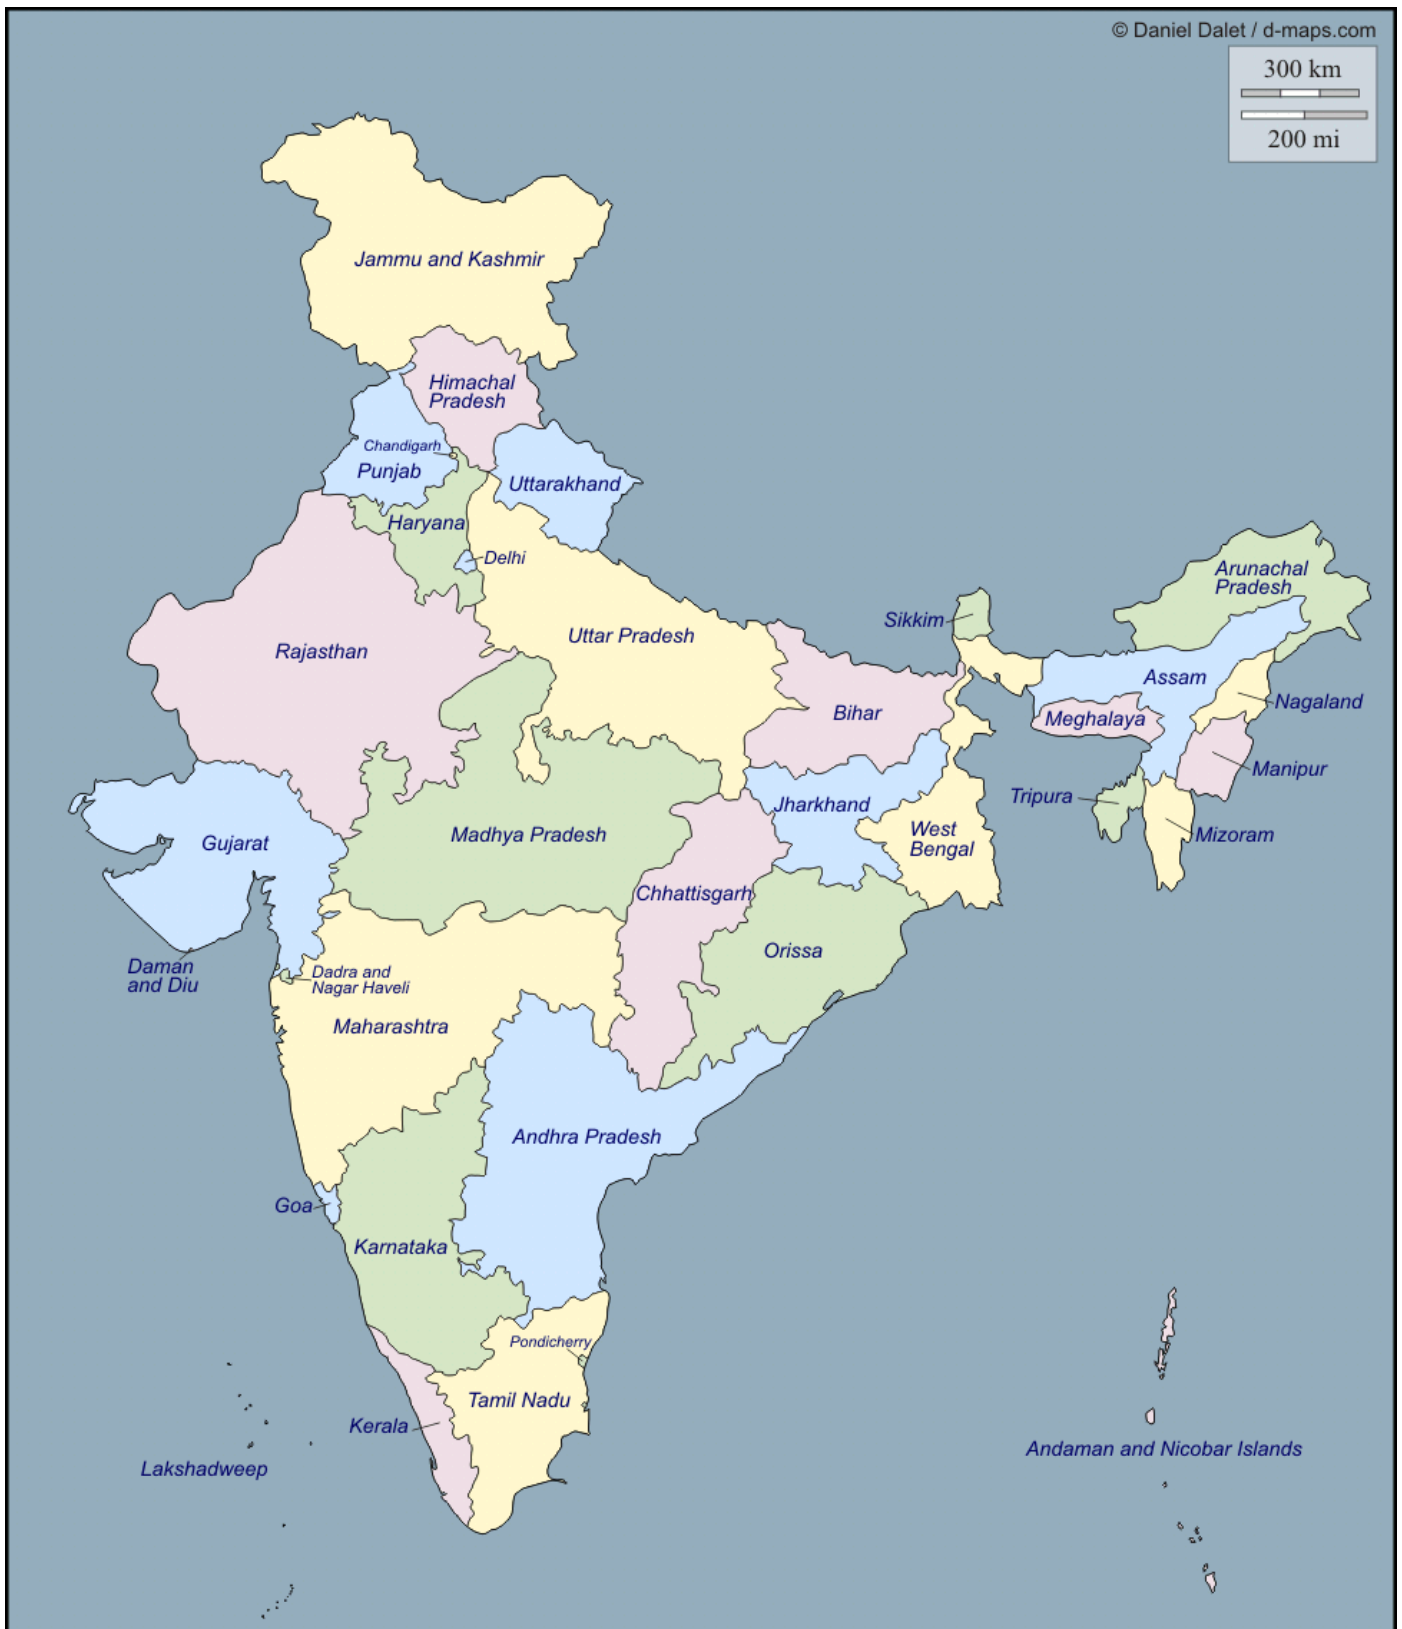 © Daniel Dalet / d-maps.com
300 km
200 mi
Jammu and Kashmir
Himachal
Pradesh
Chandigarh
Punjab
Uttarakhand
Haryana
Delhi
Arunachal
Pradesh
Sikkim
Uttar Pradesh
Rajasthan
Assam
Nagaland
Bihar
Meghalaya
Manipur
Tripura
Jharkhand
Mizoram
West
Bengal
Madhya Pradesh
Gujarat
Chhattisgarh
Orissa
Daman
and Diu
Dadra and
Nagar Haveli
Maharashtra
Andhra Pradesh
Goa
Karnataka
Pondicherry
Tamil Nadu
Kerala
Lakshadweep
Andaman and Nicobar Islands